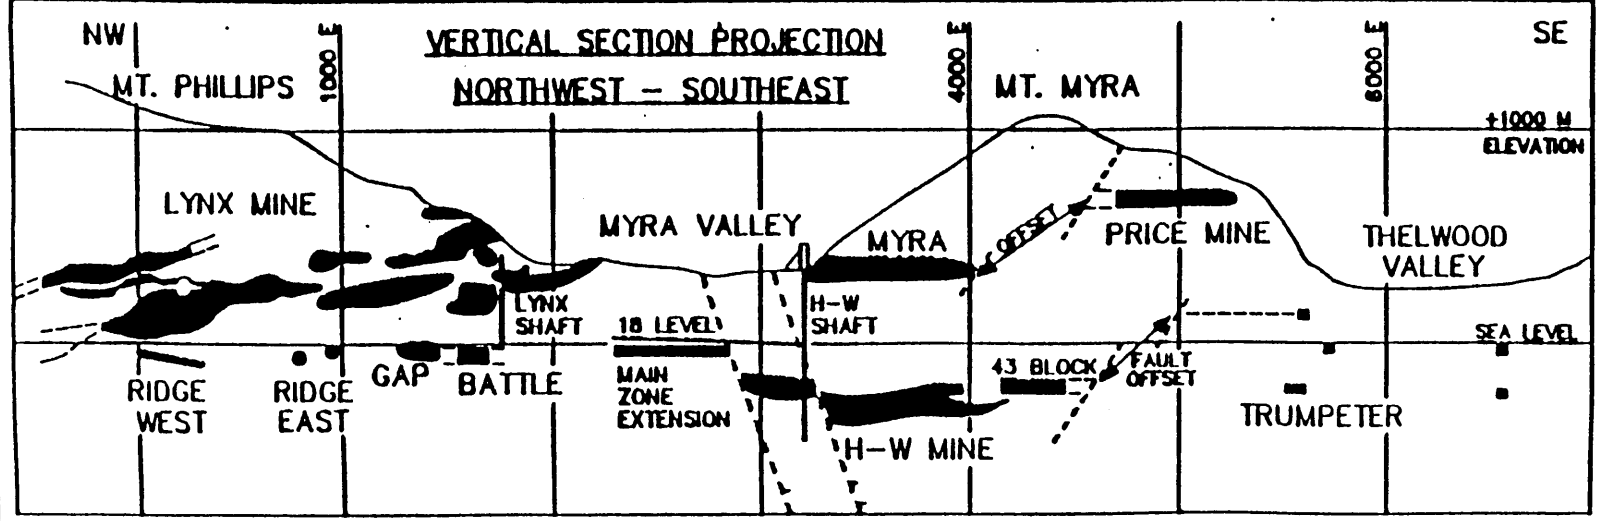 NW
1000 E
VERTICAL SECTION PROJECTION
NORTHWEST - SOUTHEAST
4000 E
SE
MT. PHILLIPS
MT. MYRA
+1000 M
ELEVATION
LYNX MINE
MYRA VALLEY
MYRA
OFFSET
PRICE MINE
THELWOOD
VALLEY
LYNX
SHAFT
18 LEVEL
H-W
SHAFT
SEA LEVEL
RIDGE
WEST
RIDGE
EAST
GAP
BATTLE
MAIN
ZONE
EXTENSION
43 BLOCK
FAULT
OFFSET
TRUMPETER
H-W MINE